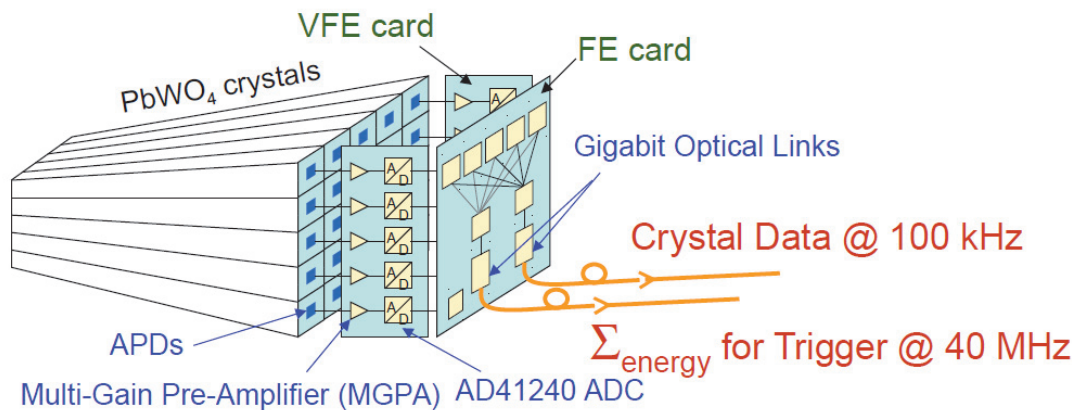 VFE card
FE card
PbWO4 crystals
A
Gigabit Optical Links
A
D
A
D
A
D
A
D
A
D
Crystal Data @ 100 kHz
APDs
Σenergy for Trigger @ 40 MHz
Multi-Gain Pre-Amplifier (MGPA)
AD41240 ADC